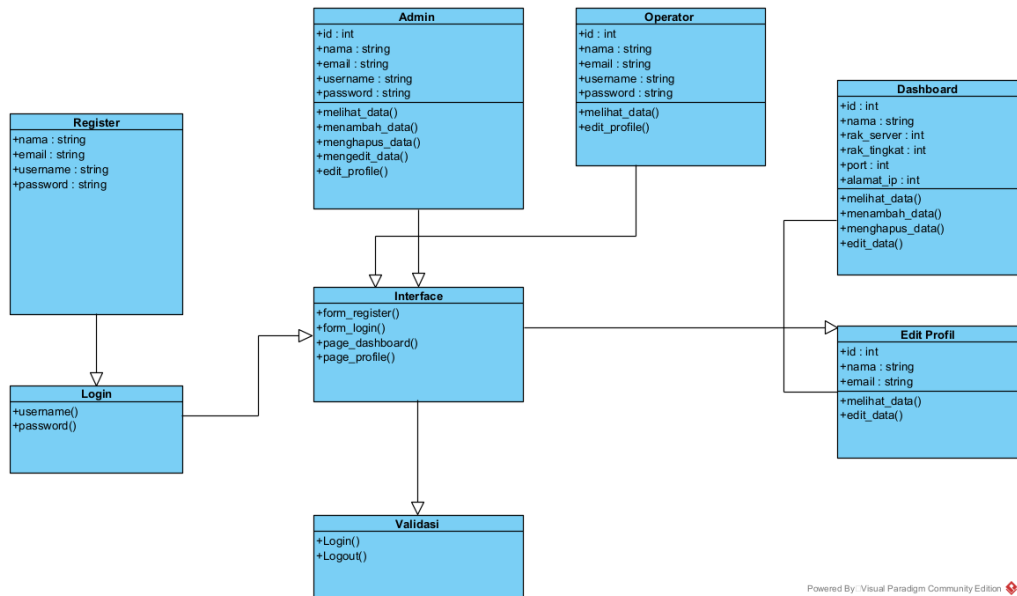 Admin
+id : int
+nama : string
+email : string
+username : string
+password : string
+melihat_data()
+menambah_data()
+menghapus_data()
+mengedit_data()
+edit_profile()
Operator
+id : int
+nama : string
+email : string
+username : string
+password : string
+melihat_data()
+edit_profile()
Dashboard
+id : int
+nama : string
+rak_server : int
+rak_tingkat : int
+port : int
+alamat_ip : int
+melihat_data()
+menambah_data()
+menghapus_data()
+edit_data()
Register
+nama : string
+email : string
+username : string
+password : string
Interface
+form_register()
+form_login()
+page_dashboard()
+page_profile()
Edit Profil
+id : int
+nama : string
+email : string
+melihat_data()
+edit_data()
Login
+username()
+password()
Validasi
+Login()
+Logout()
Powered By Visual Paradigm Community Edition